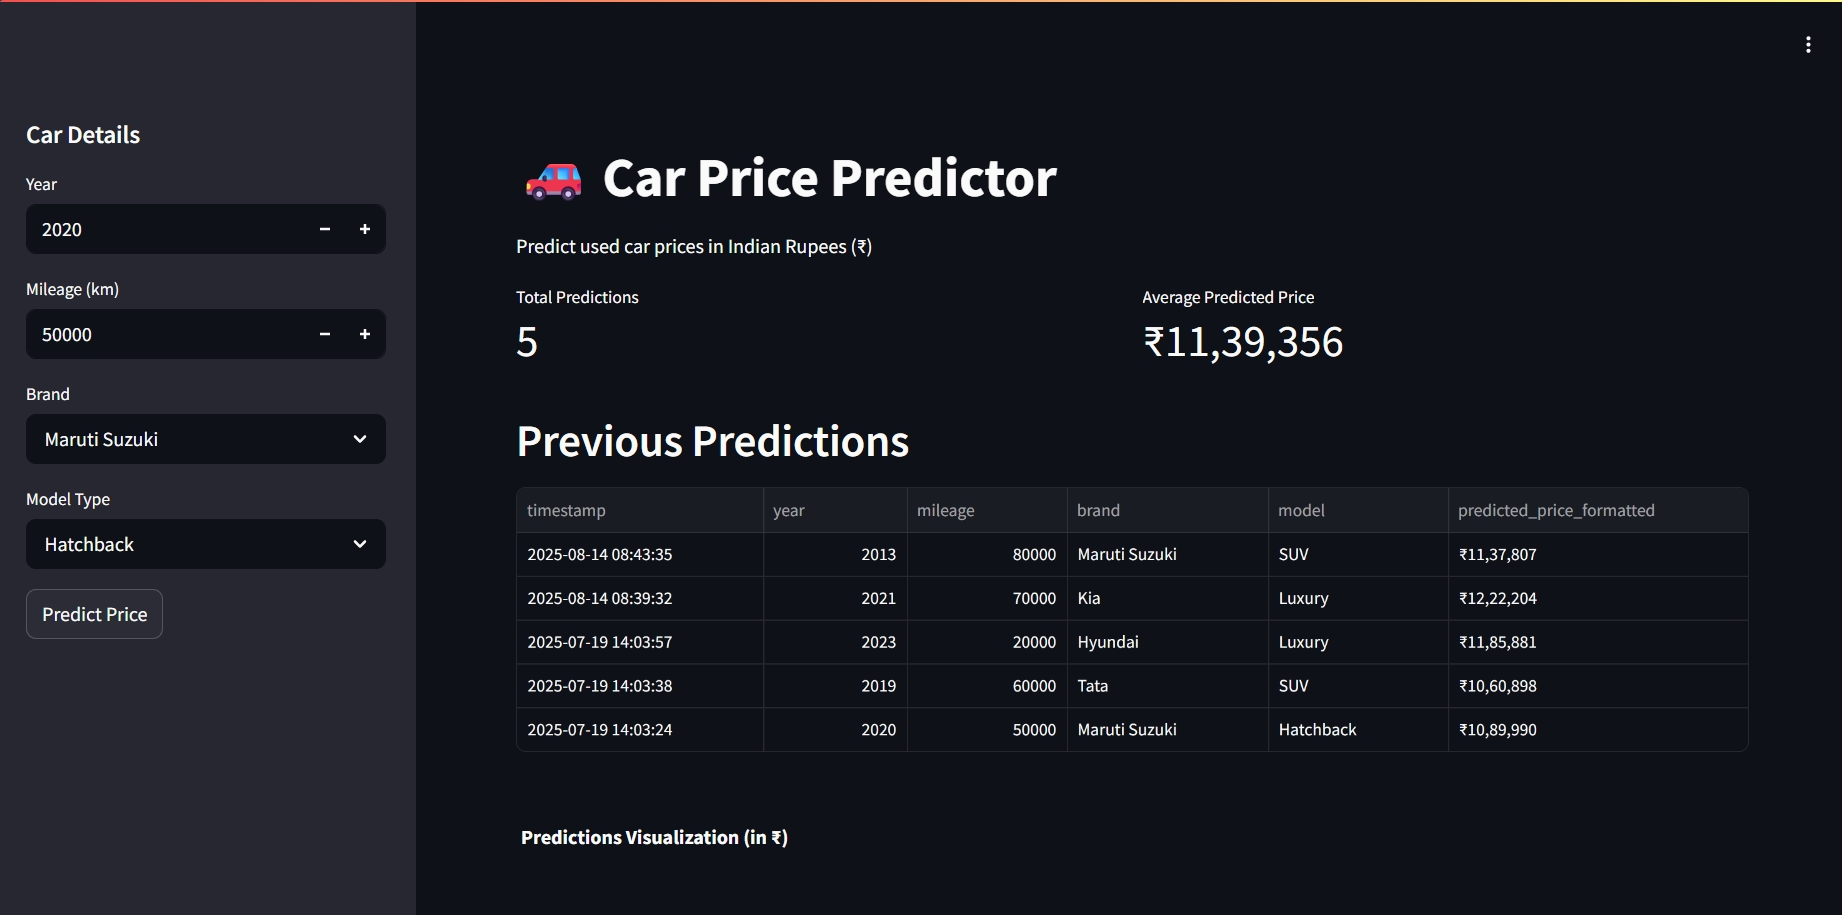 Car Details
Year
2020
Mileage (km)
50000
Brand
Maruti Suzuki
Model Type
Hatchback
Predict Price
Car Price Predictor
Predict used car prices in Indian Rupees (₹)
Total Predictions
5
Average Predicted Price
₹11,39,356
Previous Predictions
timestamp year mileage brand model predicted_price_formatted
2025-08-14 08:43:35 2013 80000 Maruti Suzuki SUV ₹11,37,807
2025-08-14 08:39:32 2021 70000 Kia Luxury ₹12,22,204
2025-07-19 14:03:57 2023 20000 Hyundai Luxury ₹11,85,881
2025-07-19 14:03:38 2019 60000 Tata SUV ₹10,60,898
2025-07-19 14:03:24 2020 50000 Maruti Suzuki Hatchback ₹10,89,990
Predictions Visualization (in ₹)